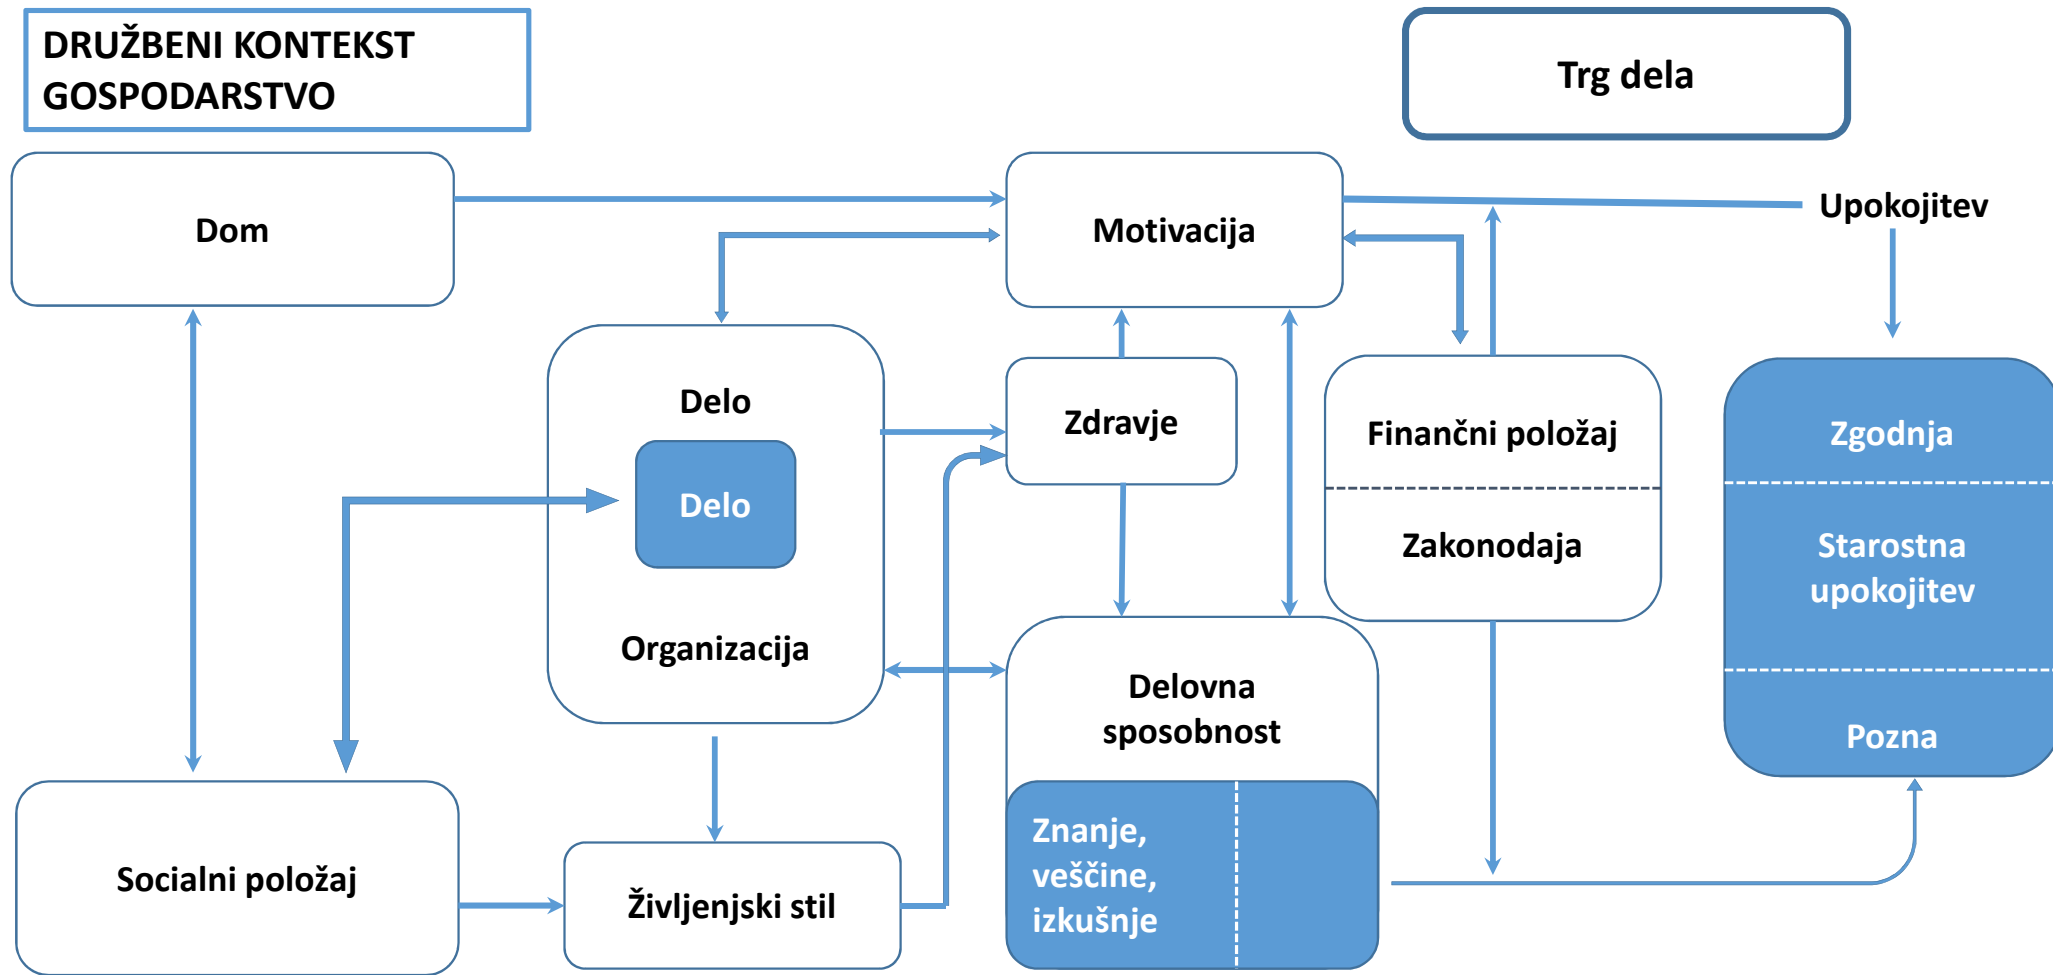 DRUŽBENI KONTEKST
GOSPODARSTVO
Trg dela
Dom
Motivacija
Upokojitev
Delo
Delo
Organizacija
Zdravje
Finančni položaj
Zakonodaja
Zgodnja
Starostna
upokojitev
Pozna
Delovna
sposobnost
Znanje,
veščine,
izkušnje
Socialni položaj
Življenjski stil